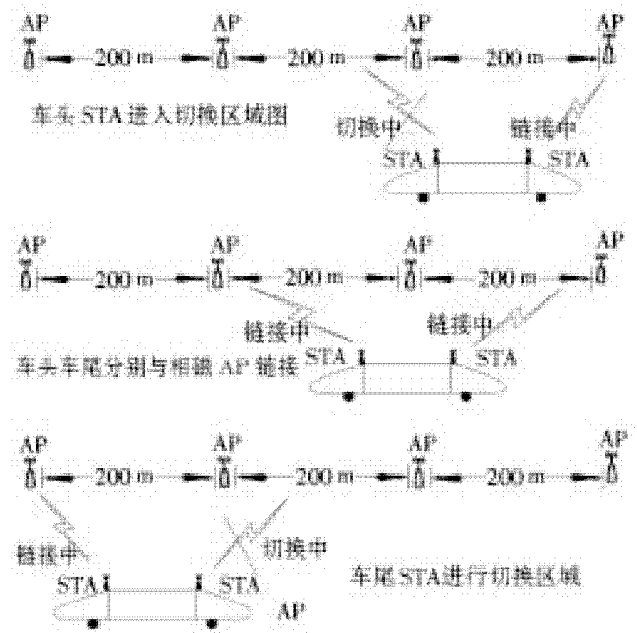 AP AP AP AP
200 m 200 m 200 m
车头 STA 进入切换区域图
切换中 链接中
STA STA
AP AP AP AP
200 m 200 m 200 m
链接中 链接中
车头车尾分别与相邻 AP 链接
STA STA
AP AP AP AP
200 m 200 m 200 m
链接中 切换中
车尾STA进行切换区域
STA STA
AP